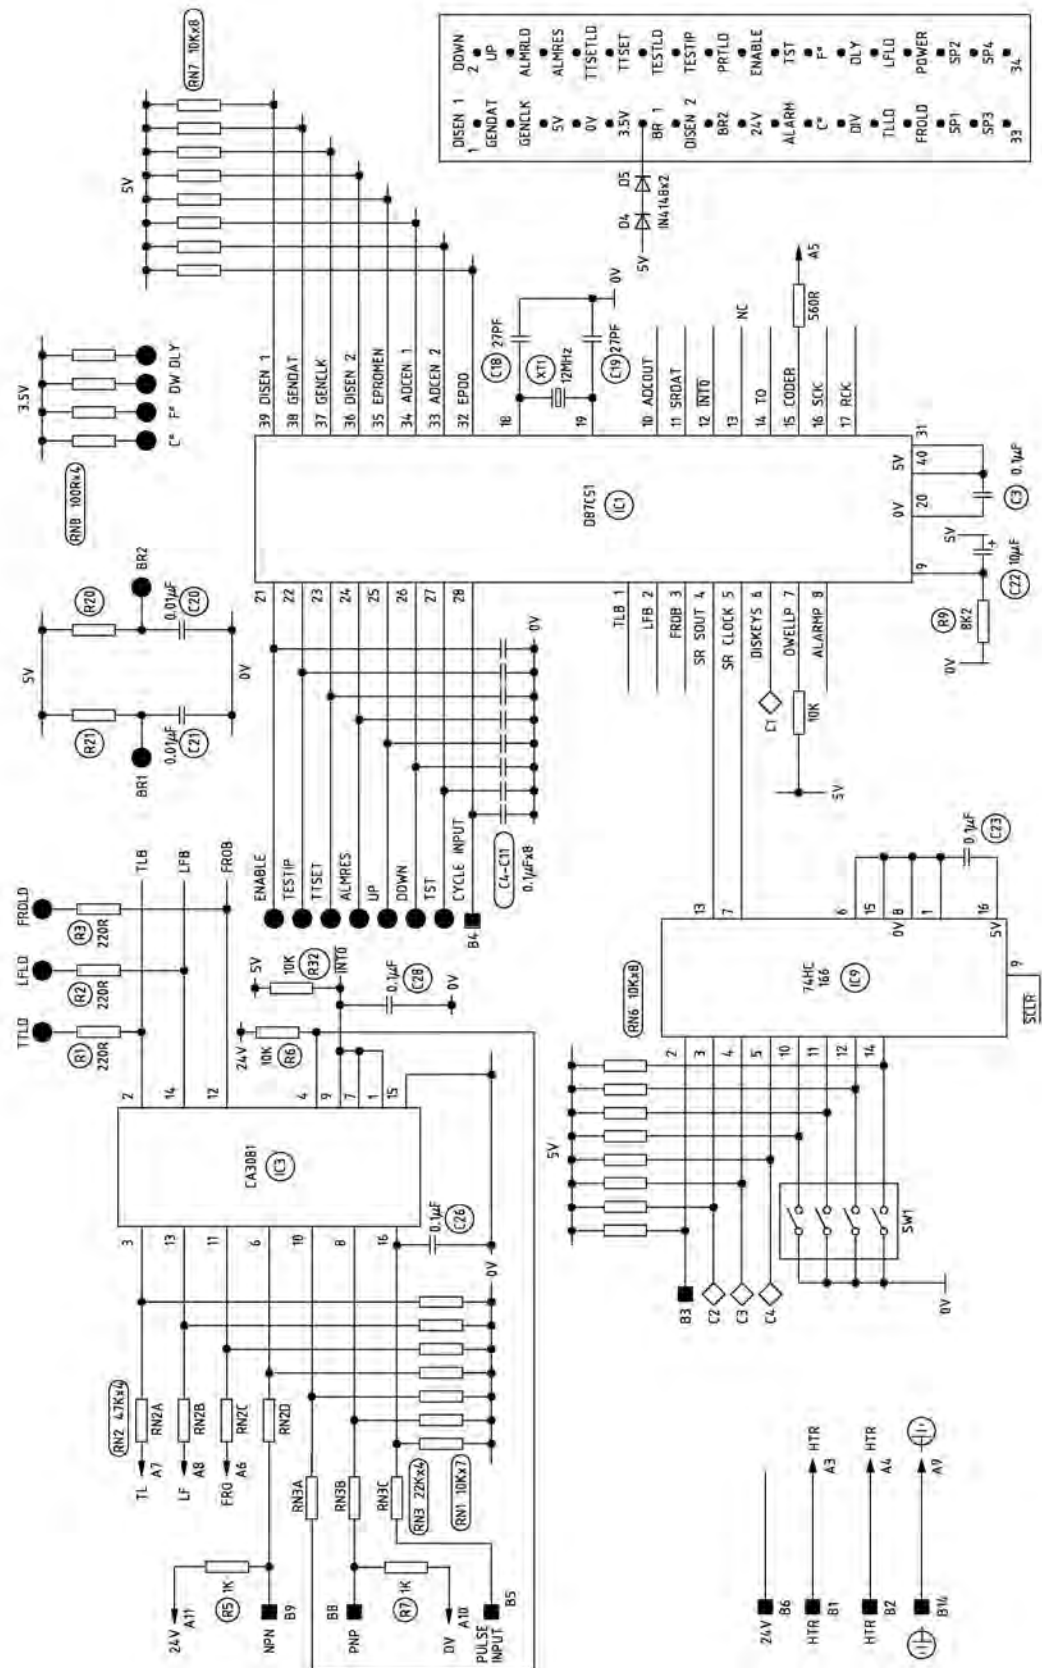 RN7 10Kx8
5V
3.5V
RN8 100Rx4
C°
F°
DW
DLY
5V
R20
R21
BR2
BR1
0.01µF
C20
0.01µF
C21
0V
FROLD
LFLD
TTLD
R3
220R
R2
220R
R1
220R
TLB
LFB
FROB
DISEN 1
DOWN
1
2
GENDAT
UP
GENCLK
ALMRLD
5V
ALMRES
0V
TTSETLD
3.5V
TTSET
BR 1
TESTLD
DISEN 2
TESTIP
BR2
PRTLD
24V
ENABLE
ALARM
TST
C°
F°
DIV
DLY
TLLD
LFLD
FROLD
POWER
SP1
SP2
SP3
SP4
33
34
5V
D4
D5
IN4148x2
39 DISEN 1
38 GENDAT
37 GENCLK
36 DISEN 2
35 EPROMEN
34 ADCEN 1
33 ADCEN 2
32 EPDO
18
C18 27PF
XT1
12MHz
19
C19 27PF
0V
10 ADCOUT
11 SRDAT
12 INT0
13
NC
14 TO
15 CODER
560R
A5
16 SCK
17 RCK
31
D87C51
IC1
5V
40
0V
20
C3 0.1µF
9
5V
+
C22 10µF
R9
8K2
0V
21
22
23
24
25
26
27
28
TLB 1
LFB 2
FROB 3
SR SOUT 4
SR CLOCK 5
DISKEYS 6
DWELLP 7
ALARMP 8
C1
10K
5V
ENABLE
TESTIP
TTSET
ALMRES
UP
DOWN
TST
CYCLE INPUT
B4
C4-C11
0.1µFx8
0V
5V
10K
R32
INT0
0.1µF
C28
0V
24V
10K
R6
2
14
12
4
9
7
1
15
CA3081
IC3
3
13
11
6
10
8
16
0.1µF
C26
0V
RN2 4.7Kx4
RN2A
RN2B
RN2C
RN2D
RN3A
RN3B
RN3C
RN3 22Kx4
RN1 10Kx7
TL
A7
LF
A8
FRO
A6
24V
A11
R5 1K
NPN
B9
PNP
B8
R7 1K
0V
A10
PULSE
INPUT
B5
13
7
6
15
0V 8
1
16
5V
0.1µF
C23
74HC
166
IC9
9
SCLR
RN6 10Kx8
2
3
4
5
10
11
12
14
5V
B3
C2
C3
C4
SW1
0V
24V
B6
HTR
B1
HTR
A3
HTR
B2
HTR
A4
B14
A9